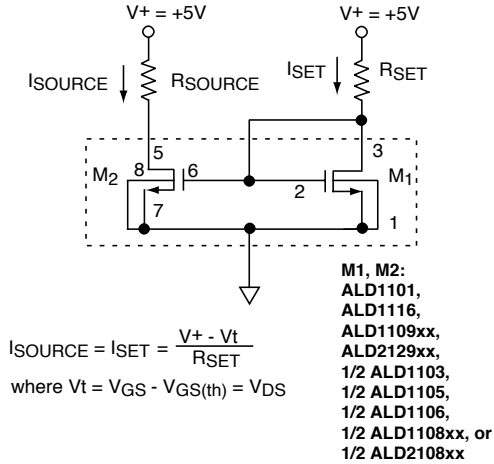 V+ = +5V
V+ = +5V
ISOURCE
RSOURCE
ISET
RSET
5
3
M2
8
6
2
M1
7
1
M1, M2:
ALD1101,
ALD1116,
ALD1109xx,
ALD2129xx,
1/2 ALD1103,
1/2 ALD1105,
1/2 ALD1106,
1/2 ALD1108xx, or
1/2 ALD2108xx
ISOURCE = ISET = V+ - Vt / RSET
where Vt = VGS - VGS(th) = VDS